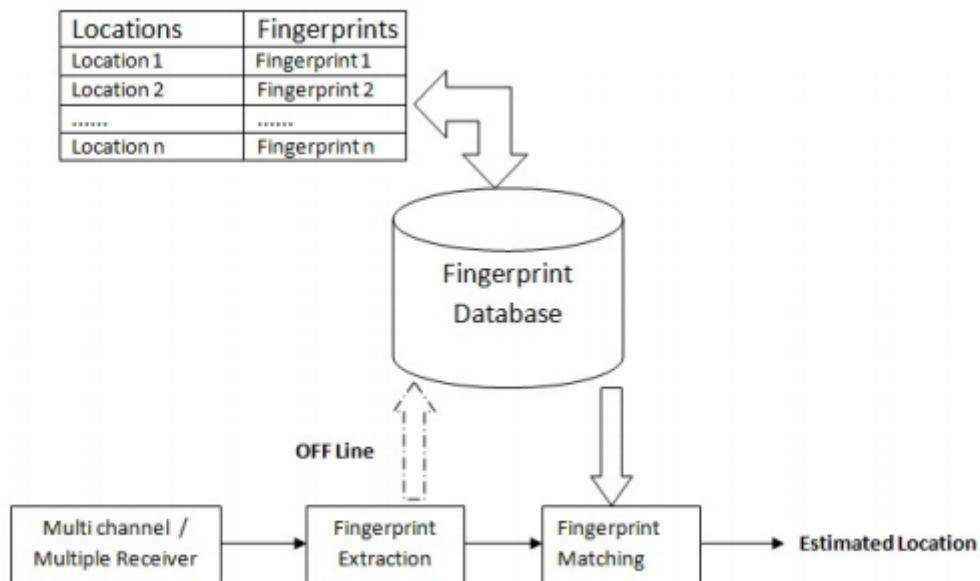 Locations Fingerprints
Location 1 Fingerprint 1
Location 2 Fingerprint 2
...... ......
Location n Fingerprint n
Fingerprint
Database
OFF Line
Multi channel /
Multiple Receiver
Fingerprint
Extraction
Fingerprint
Matching
Estimated Location